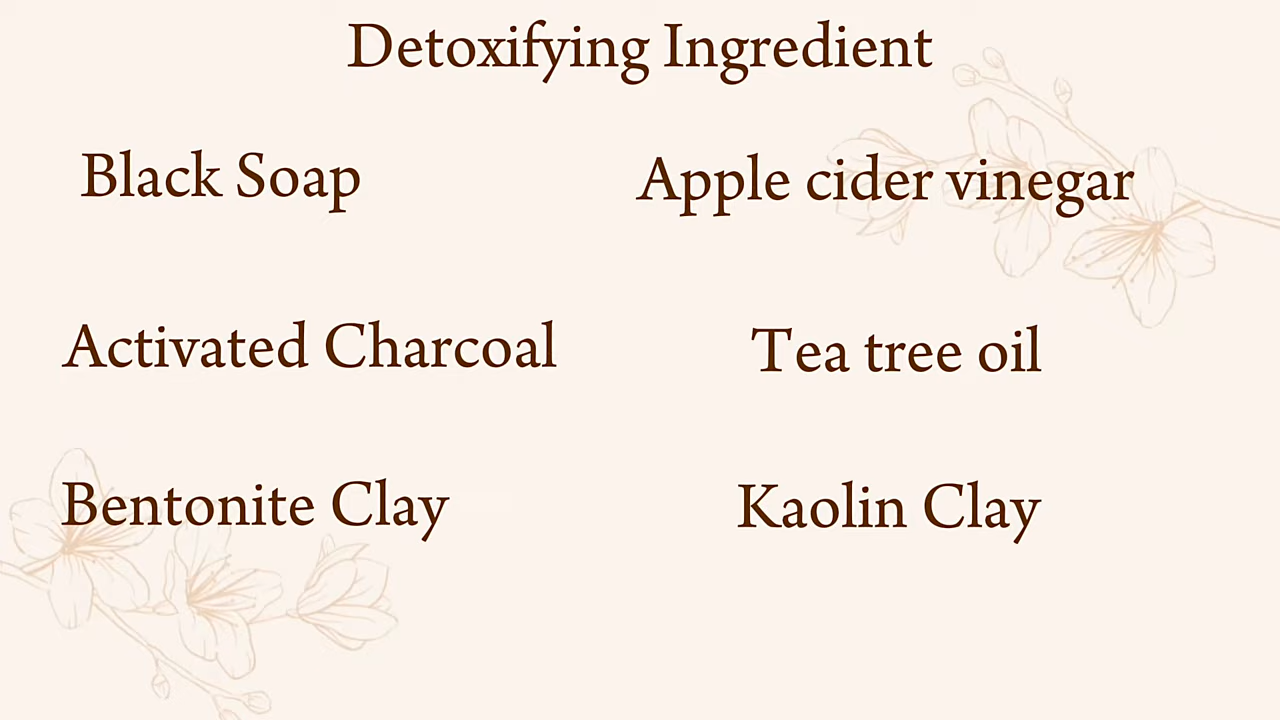 Detoxifying Ingredient
Black Soap
Apple cider vinegar
Activated Charcoal
Tea tree oil
Bentonite Clay
Kaolin Clay